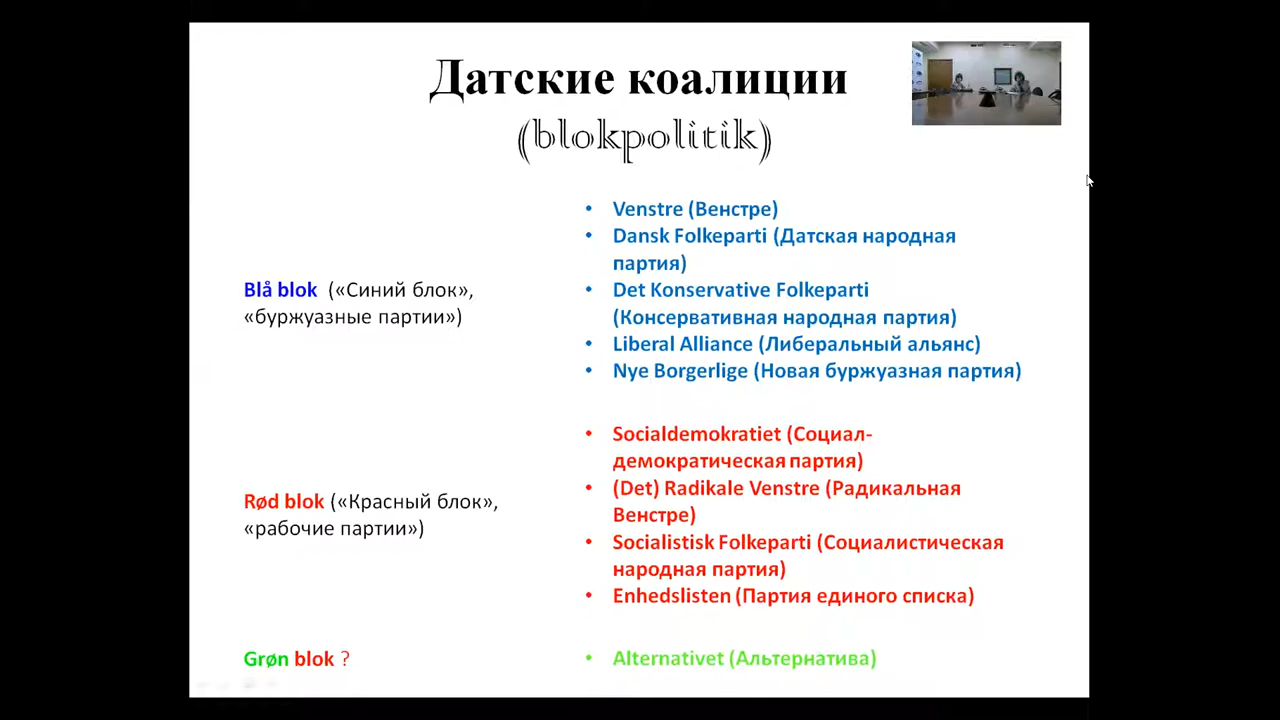 Датские коалиции
(blokpolitik)
Blå blok («Синий блок»,
«буржуазные партии»)
• Venstre (Венстре)
• Dansk Folkeparti (Датская народная
партия)
• Det Konservative Folkeparti
(Консервативная народная партия)
• Liberal Alliance (Либеральный альянс)
• Nye Borgerlige (Новая буржуазная партия)
Rød blok («Красный блок»,
«рабочие партии»)
• Socialdemokratiet (Социал-
демократическая партия)
• (Det) Radikale Venstre (Радикальная
Венстре)
• Socialistisk Folkeparti (Социалистическая
народная партия)
• Enhedslisten (Партия единого списка)
Grøn blok ?
• Alternativet (Альтернатива)